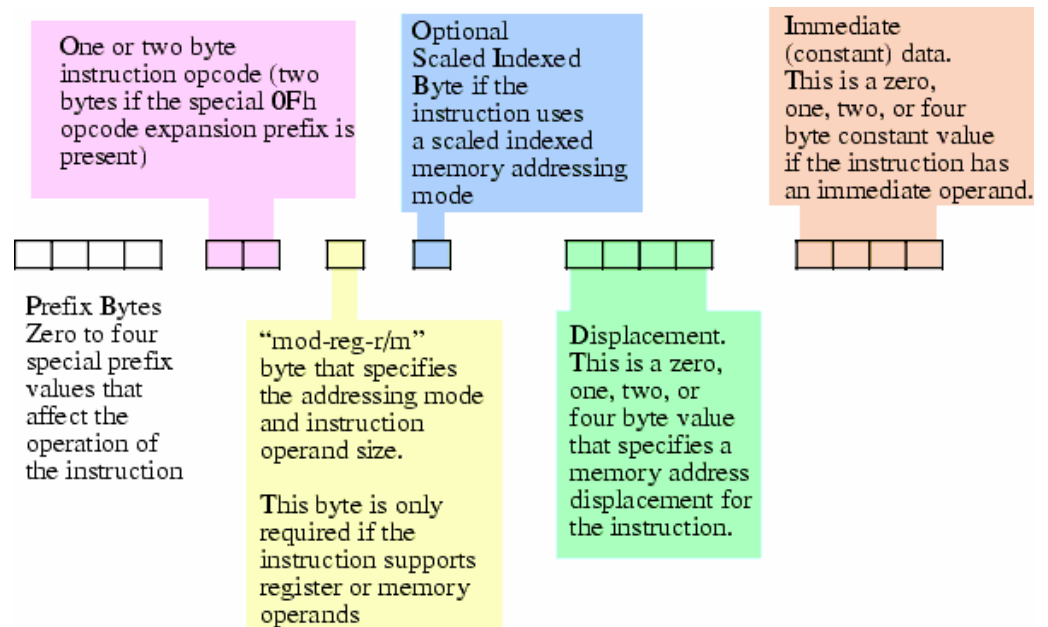 One or two byte
instruction opcode (two
bytes if the special 0Fh
opcode expansion prefix is
present)
Optional
Scaled Indexed
Byte if the
instruction uses
a scaled indexed
memory addressing
mode
Immediate
(constant) data.
This is a zero,
one, two, or four
byte constant value
if the instruction has
an immediate operand.
Prefix Bytes
Zero to four
special prefix
values that
affect the
operation of
the instruction
“mod-reg-r/m”
byte that specifies
the addressing mode
and instruction
operand size.
This byte is only
required if the
instruction supports
register or memory
operands
Displacement.
This is a zero,
one, two, or
four byte value
that specifies a
memory address
displacement for
the instruction.